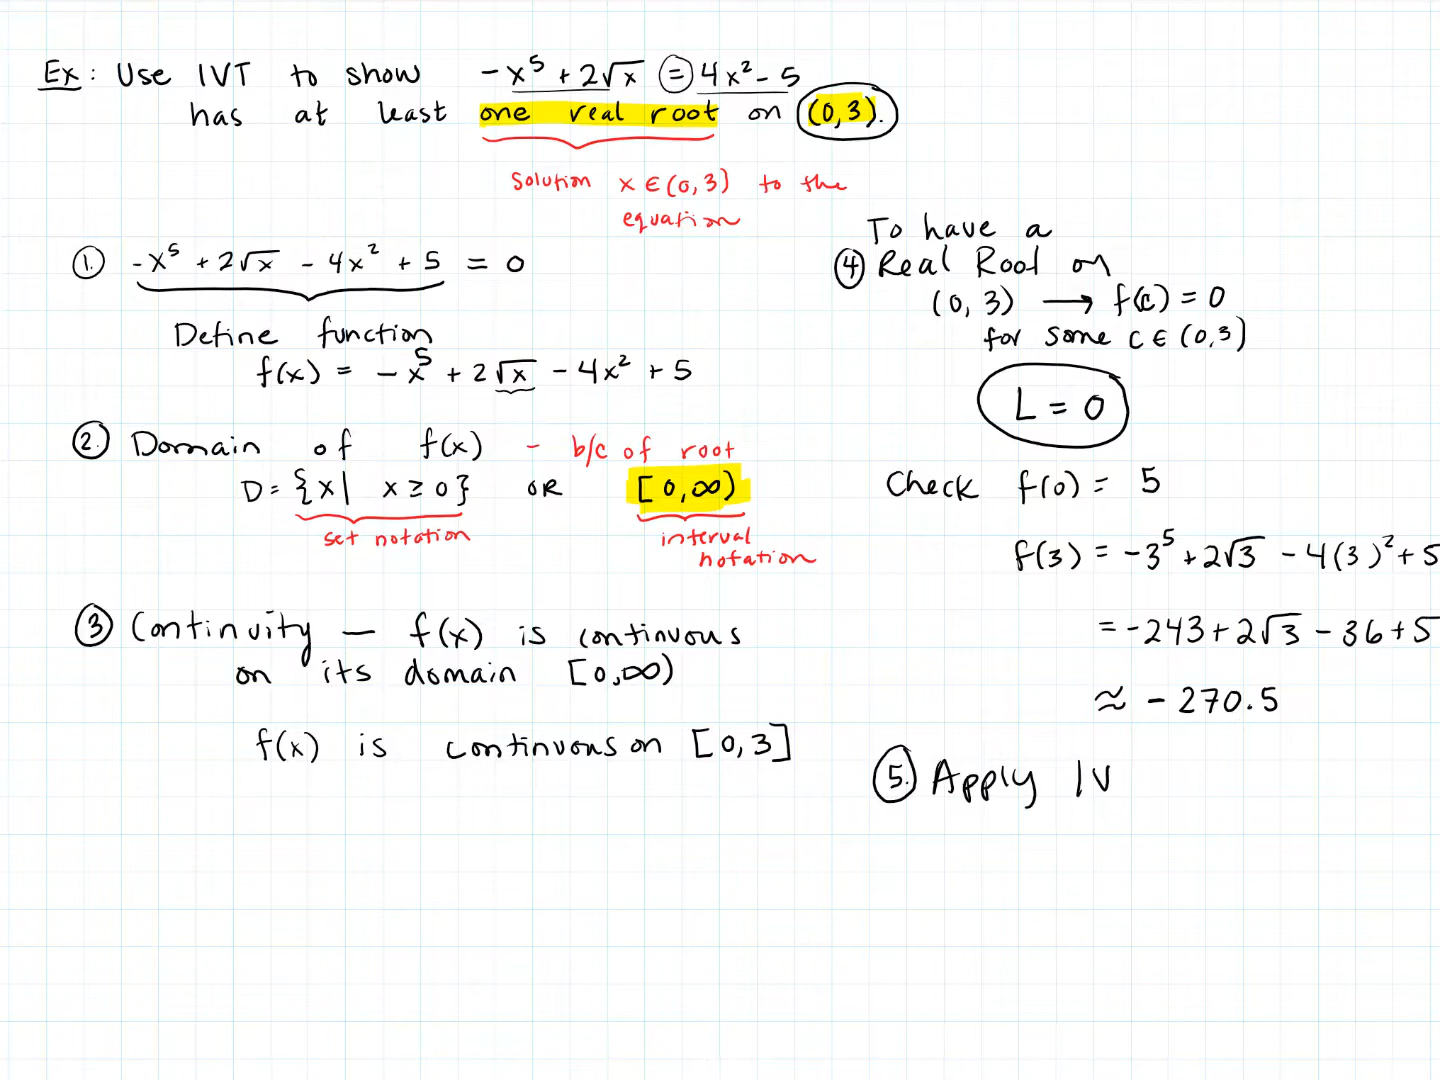 Ex: Use IVT to show -x⁵ + 2√x = 4x² - 5
has at least one real root on (0,3).
Solution x ∈ (0,3) to the
equation
1. -x⁵ + 2√x - 4x² + 5 = 0
Define function
f(x) = -x⁵ + 2√x - 4x² + 5
2. Domain of f(x) - b/c of root
D = {x | x ≥ 0} OR [0,∞)
set notation
interval
notation
3 Continuity — f(x) is continuous
on its domain [0,∞)
f(x) is continuous on [0,3]
To have a
4 Real Root on
(0,3) → f(c) = 0
for some c ∈ (0,3)
L = 0
Check f(0) = 5
f(3) = -3⁵ + 2√3 - 4(3)² + 5
= -243 + 2√3 - 36 + 5
≈ -270.5
5. Apply IV